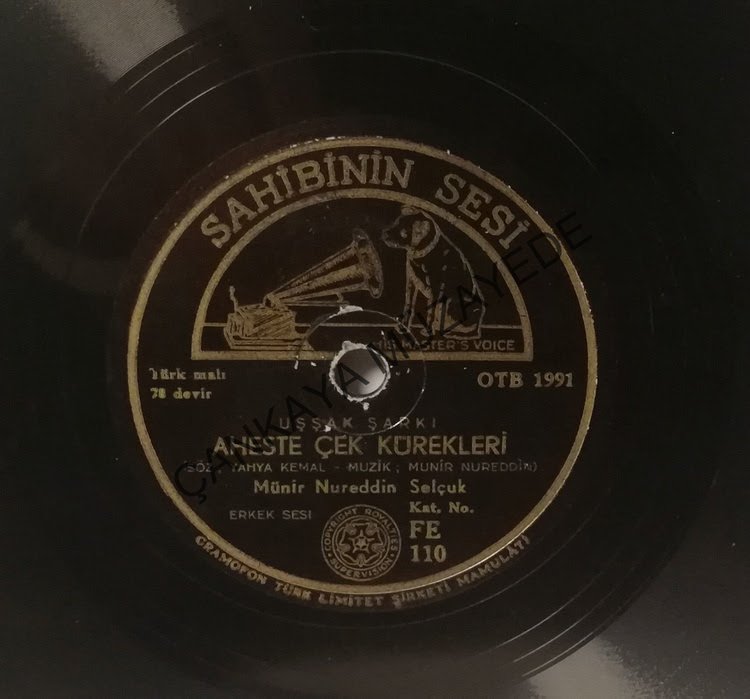 SAHİBİNİN SESİ
HIS MASTER'S VOICE
Türk malı
78 devir
OTB 1991
UŞŞAK ŞARKI
AHESTE ÇEK KÜREKLERİ
(SÖZ: YAHYA KEMAL - MUZİK; MUNİR NUREDDİN)
Münir Nureddin Selçuk
ERKEK SESİ
Kat. No.
FE
110
COPYRIGHT ROYALTIES
SUPERVISION
GRAMOFON TÜRK LİMİTET ŞİRKETİ MAMULATI
ÇANKAYA MÜZAYEDE